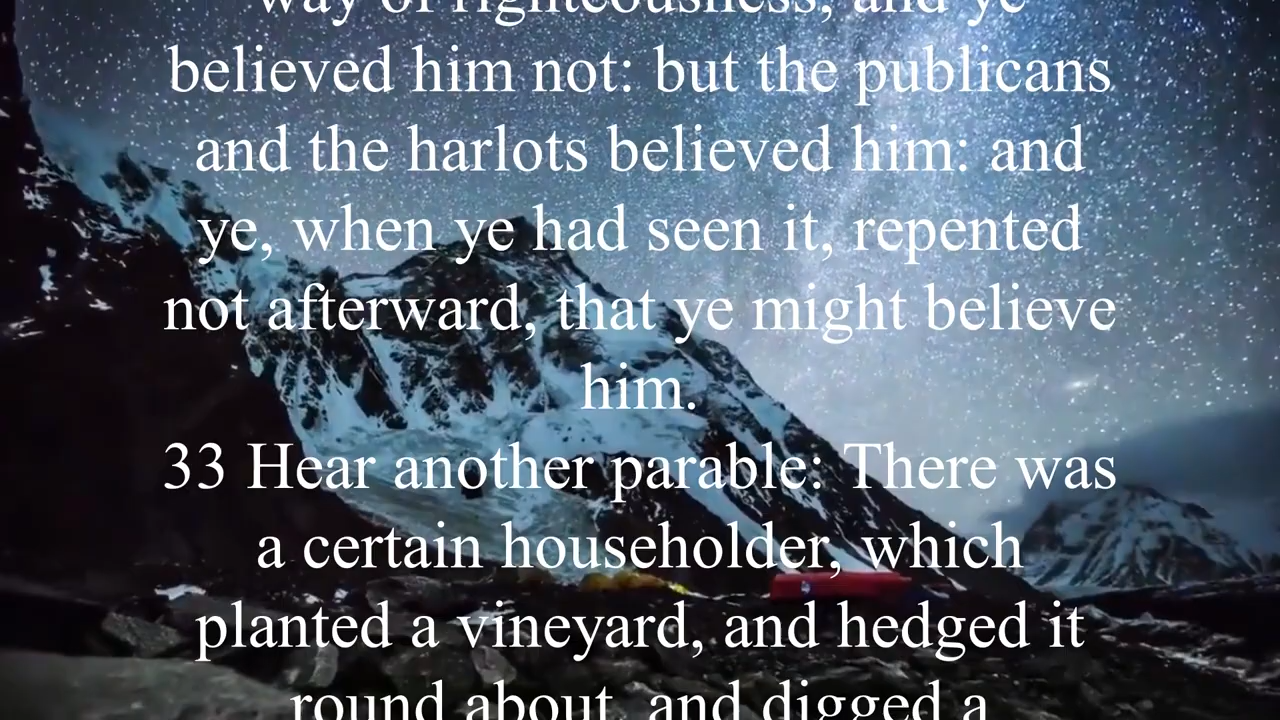 way of righteousness, and ye
believed him not: but the publicans
and the harlots believed him: and
ye, when ye had seen it, repented
not afterward, that ye might believe
him.
33 Hear another parable: There was
a certain householder, which
planted a vineyard, and hedged it
round about, and digged a